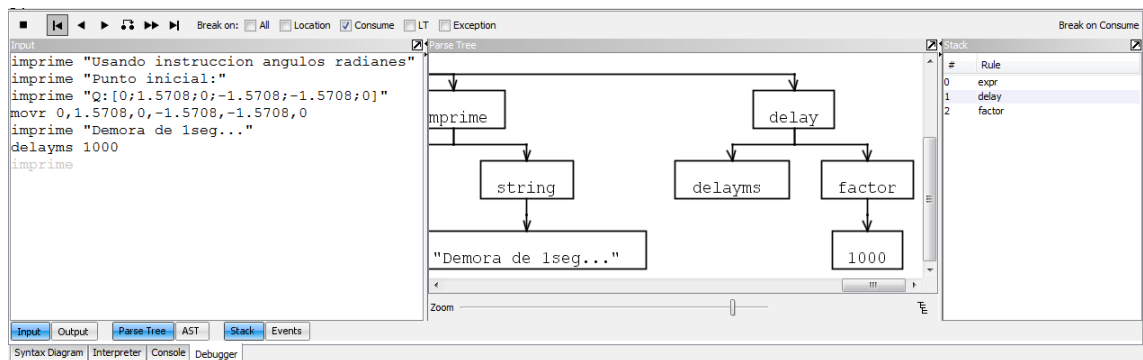 Break on: All Location Consume LT Exception Break on Consume
Input
imprime "Usando instruccion angulos radianes"
imprime "Punto inicial:"
imprime "Q:[0;1.5708;0;-1.5708;-1.5708;0]"
movr 0,1.5708,0,-1.5708,-1.5708,0
imprime "Demora de 1seg..."
delayms 1000
imprime
Parse Tree
mprime delay
string delayms factor
"Demora de 1seg..." 1000
Zoom
Stack
# Rule
0 expr
1 delay
2 factor
Input Output Parse Tree AST Stack Events
Syntax Diagram Interpreter Console Debugger